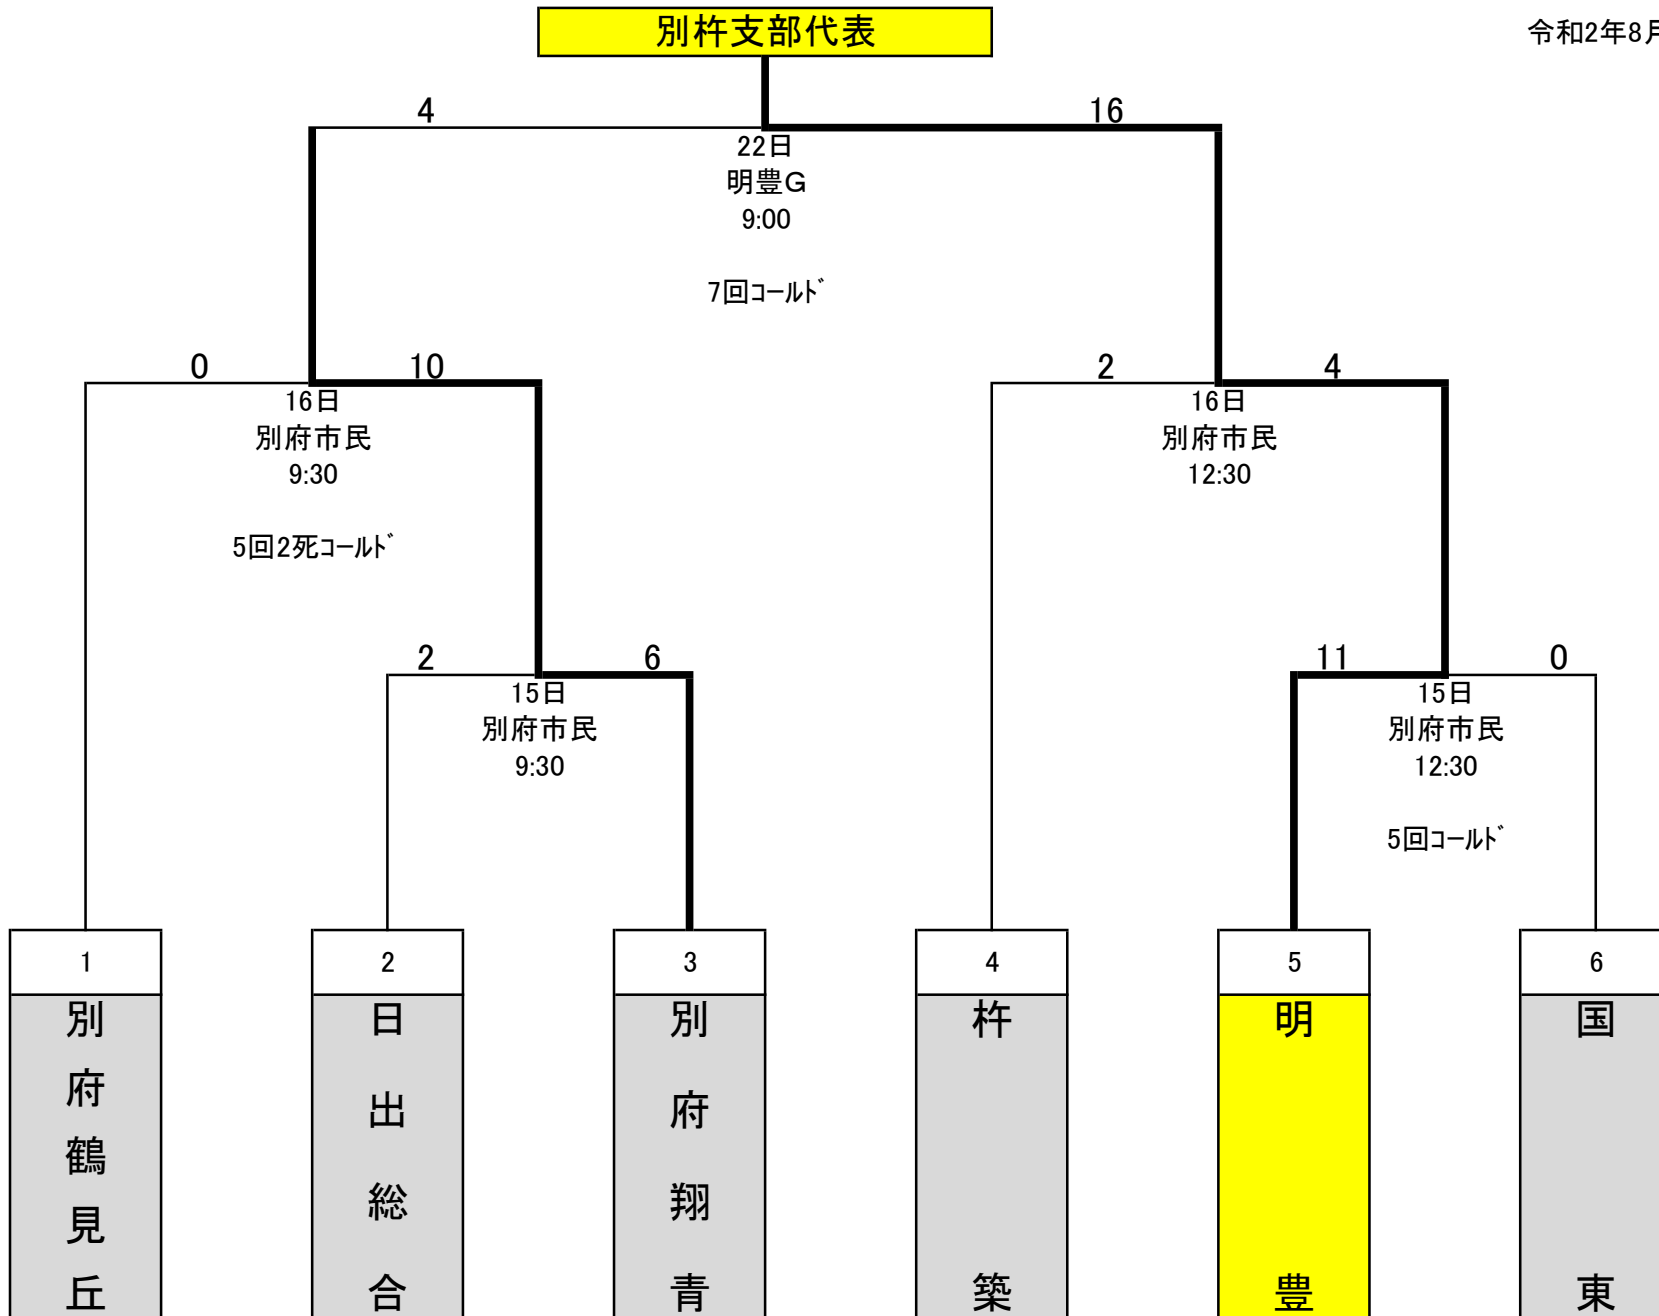 別杵支部代表
令和2年8月
4
16
22日
明豊G
9:00
7回ｺｰﾙﾄﾞ
0
10
2
4
16日
別府市民
9:30
16日
別府市民
12:30
5回2死ｺｰﾙﾄﾞ
2
6
11
0
15日
別府市民
9:30
15日
別府市民
12:30
5回ｺｰﾙﾄﾞ
1
2
3
4
5
6
別府鶴見丘
日出総合
別府翔青
杵築
明豊
国東